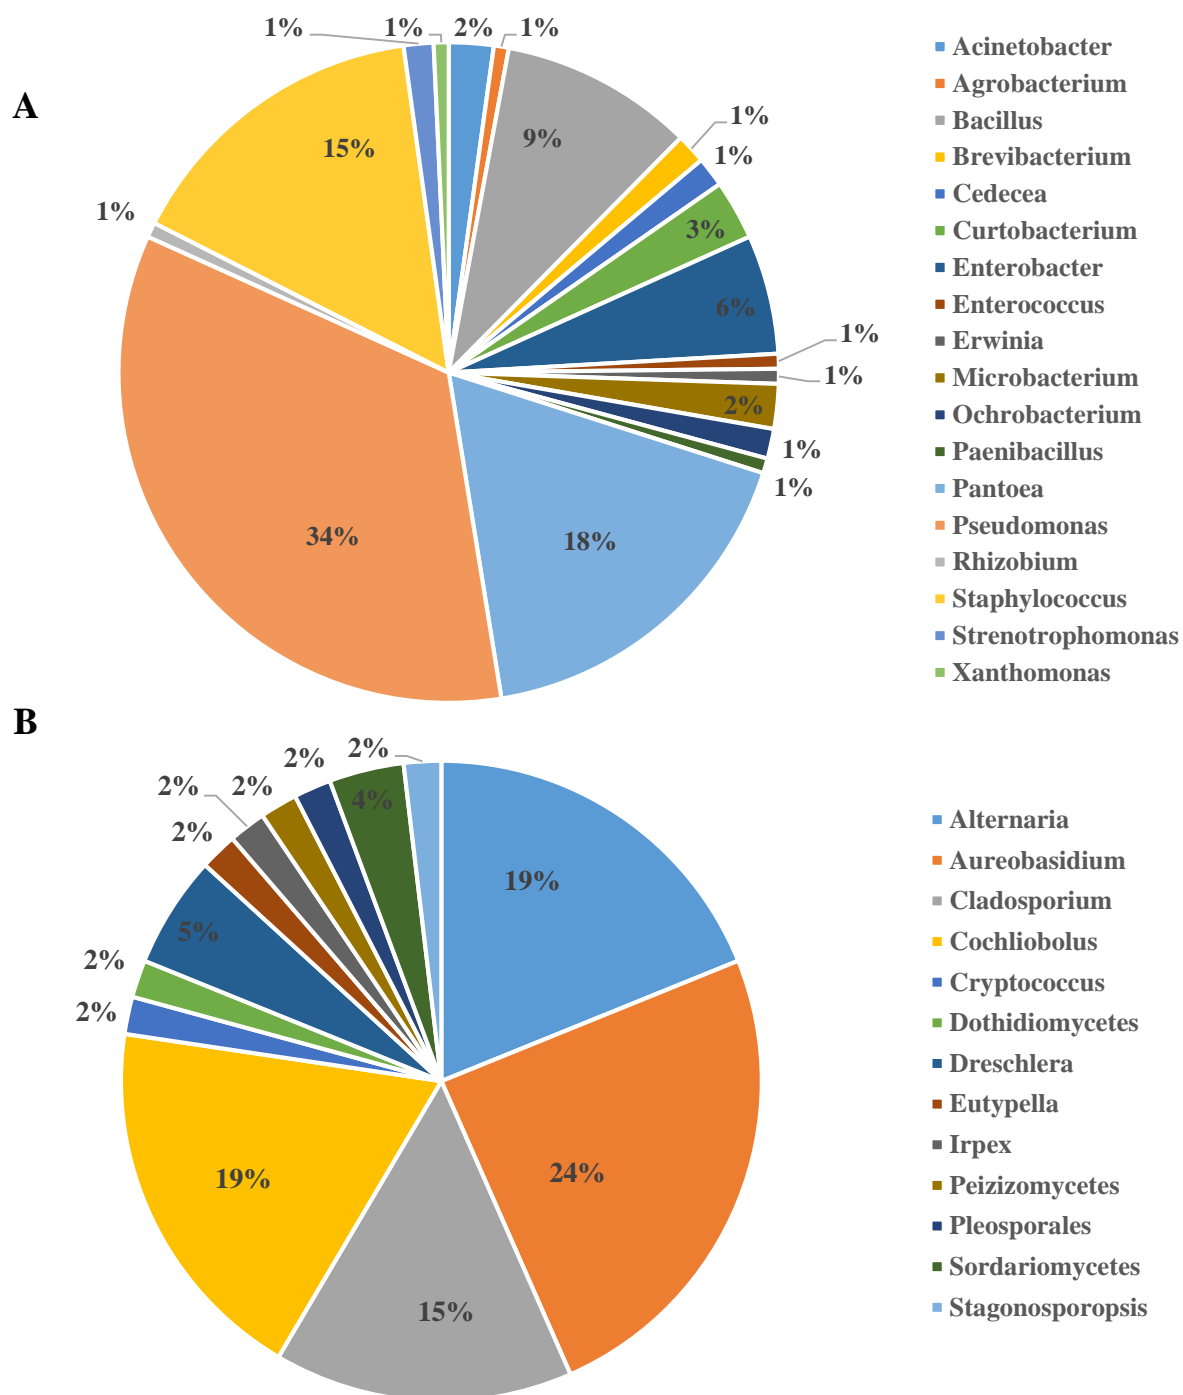 1%
1%
2%
1%
A
15%
9%
1%
1%
1%
3%
6%
1%
1%
2%
1%
1%
34%
18%
Acinetobacter
Agrobacterium
Bacillus
Brevibacterium
Cedecea
Curtobacterium
Enterobacter
Enterococcus
Erwinia
Microbacterium
Ochrobacterium
Paenibacillus
Pantoea
Pseudomonas
Rhizobium
Staphylococcus
Strenotrophomonas
Xanthomonas
B
2%
2%
2%
2%
4%
2%
19%
5%
2%
2%
24%
19%
15%
Alternaria
Aureobasidium
Cladosporium
Cochliobolus
Cryptococcus
Dothidiomycetes
Dreschlera
Eutypella
Irpex
Peizizomycetes
Pleosporales
Sordariomycetes
Stagonosporopsis